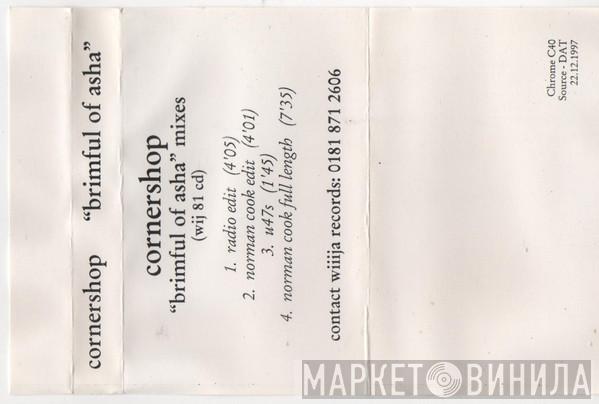 cornershop "brimful of asha"
cornershop
"brimful of asha" mixes
(wij 81 cd)
1. radio edit (4'05)
2. norman cook edit (4'01)
3. u47s (1'45)
4. norman cook full length (7'35)
contact wiiija records: 0181 871 2606
Chrome C40
Source - DAT
22.12.1997
МАРКЕТ ВИНИЛА